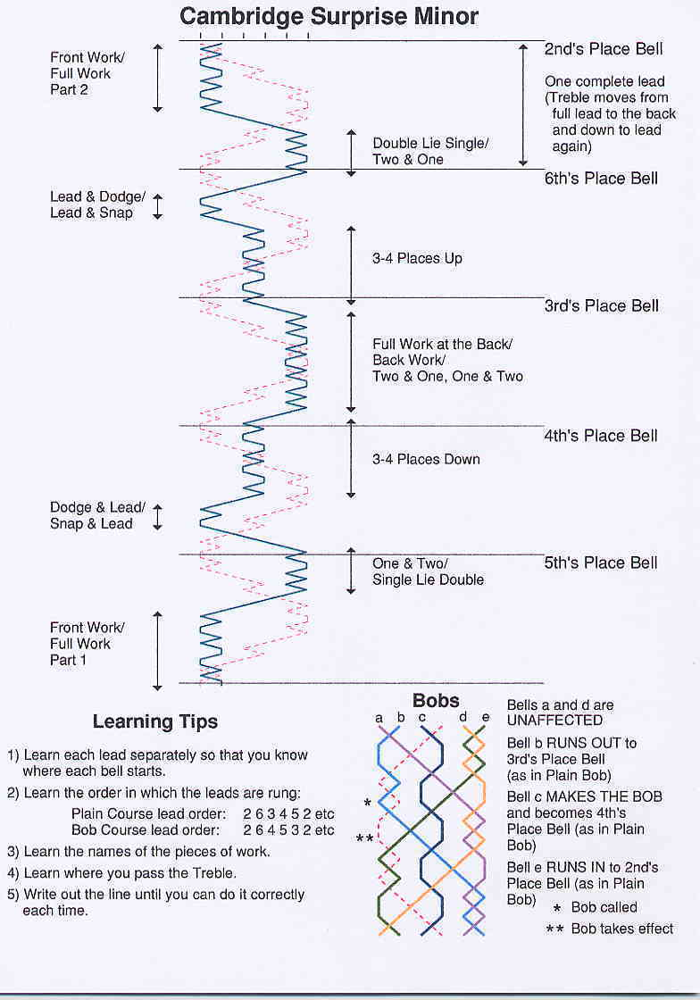 Cambridge Surprise Minor
Front Work/
Full Work
Part 2
2nd's Place Bell
One complete lead
(Treble moves from
full lead to the back
and down to lead
again)
Double Lie Single/
Two & One
6th's Place Bell
Lead & Dodge/
Lead & Snap
3-4 Places Up
3rd's Place Bell
Full Work at the Back/
Back Work/
Two & One, One & Two
4th's Place Bell
3-4 Places Down
Dodge & Lead/
Snap & Lead
5th's Place Bell
One & Two/
Single Lie Double
Front Work/
Full Work
Part 1
Learning Tips
1) Learn each lead separately so that you know
where each bell starts.
2) Learn the order in which the leads are rung:
Plain Course lead order: 2 6 3 4 5 2 etc
Bob Course lead order: 2 6 4 5 3 2 etc
3) Learn the names of the pieces of work.
4) Learn where you pass the Treble.
5) Write out the line until you can do it correctly
each time.
Bobs
a b c d e
*
**
Bells a and d are
UNAFFECTED
Bell b RUNS OUT to
3rd's Place Bell
(as in Plain Bob)
Bell c MAKES THE BOB
and becomes 4th's
Place Bell (as in Plain
Bob)
Bell e RUNS IN to 2nd's
Place Bell (as in Plain
Bob)
* Bob called
** Bob takes effect